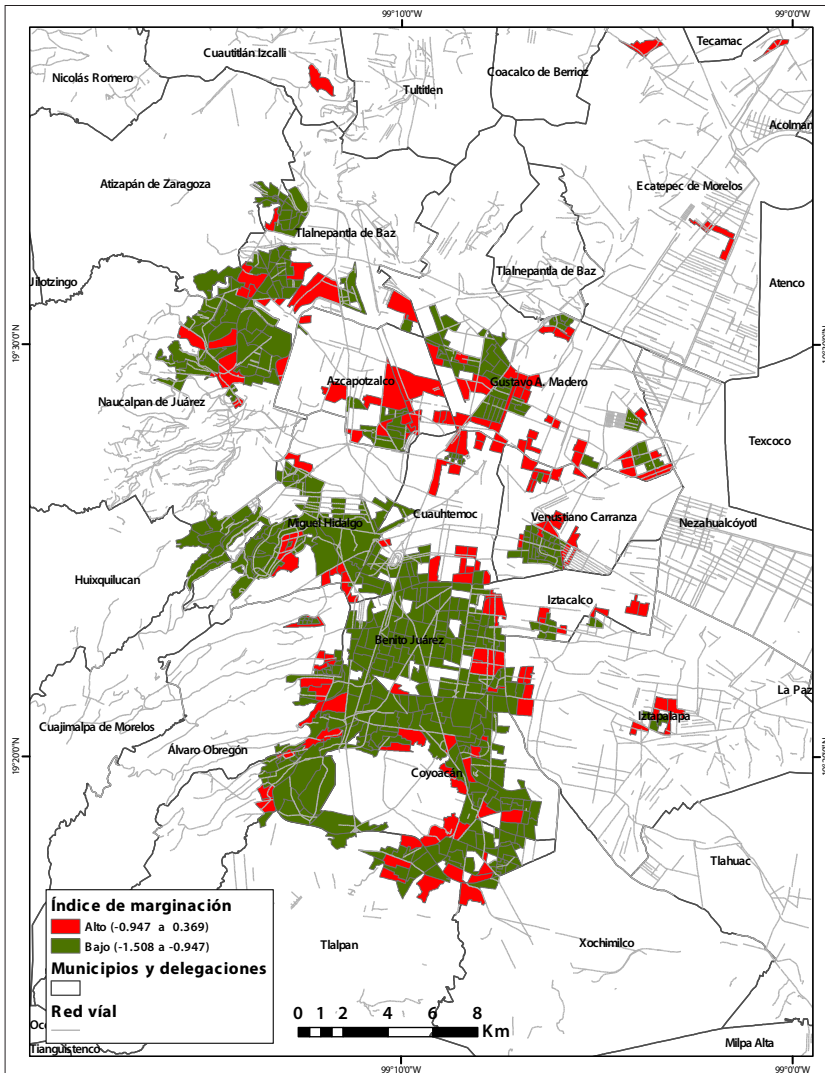 99°10'0"W 99°0'0"W
Tecamac
Cuautitlán Izcalli
Nicolás Romero
Coacalco de Berrioz
Tultitlen
Acolman
Atizapán de Zaragoza
Ecatepec de Morelos
Tlalnepantla de Baz
Tlalnepantla de Baz
Jilotzingo
Atenco
19°30'0"N
Azcapotzalco
Gustavo A. Madero
Naucalpan de Juárez
Texcoco
Cuauhtemoc
Venustiano Carranza
Nezahualcóyotl
Miguel Hidalgo
Huixquilucan
Iztacalco
Benito Juárez
La Paz
Iztapalapa
Cuajimalpa de Morelos
Álvaro Obregón
19°20'0"N
Coyoacán
Tlahuac
Índice de marginación
Alto (-0.947 a 0.369)
Bajo (-1.508 a -0.947)
Municipios y delegaciones
Red víal
Tlalpan
Xochimilco
0 1 2 4 6 8
Km
Oc
Tianguistenco
Milpa Alta
99°10'0"W 99°0'0"W